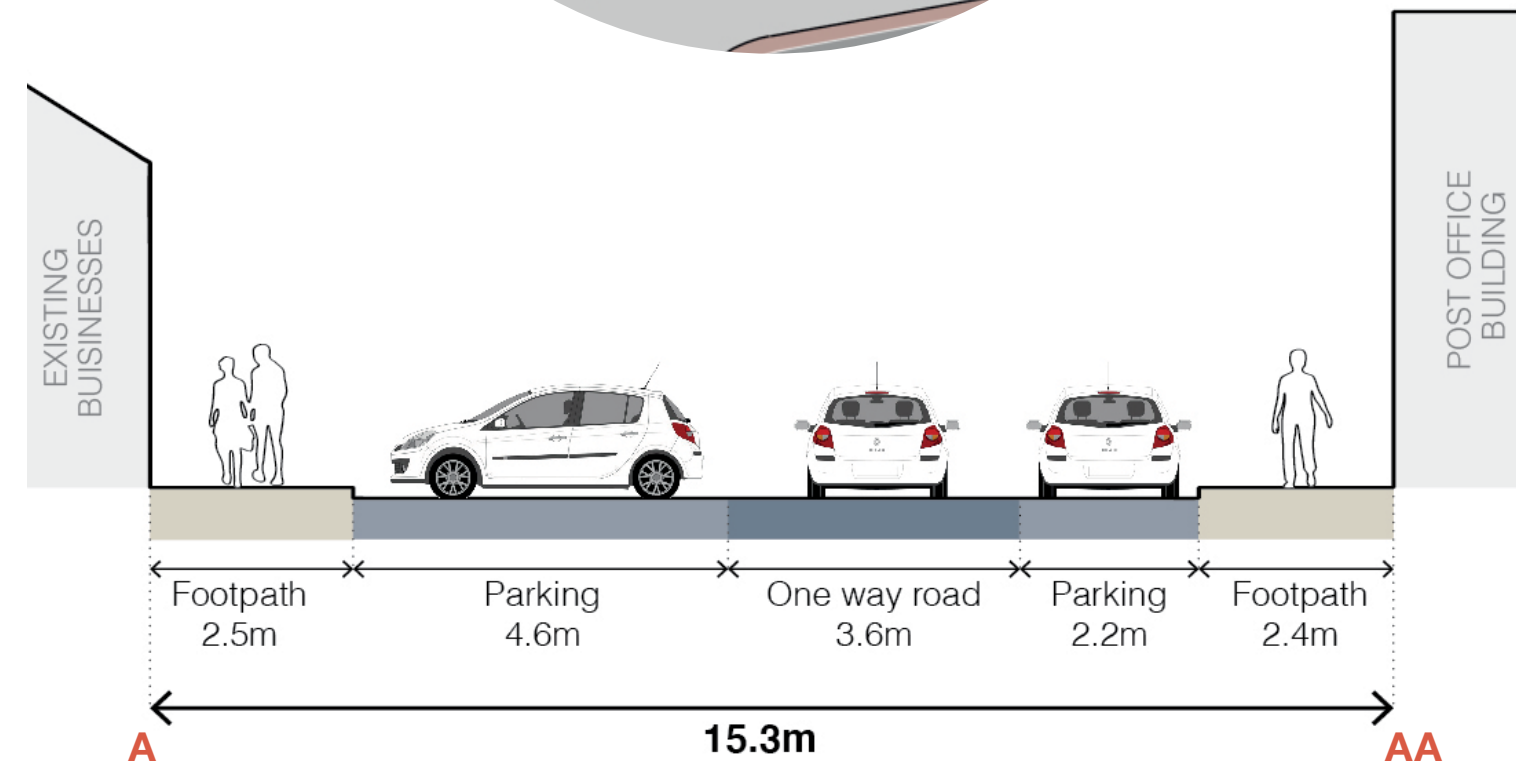 EXISTING
BUISINESSES
POST OFFICE
BUILDING
Footpath
2.5m
Parking
4.6m
One way road
3.6m
Parking
2.2m
Footpath
2.4m
15.3m
A
AA